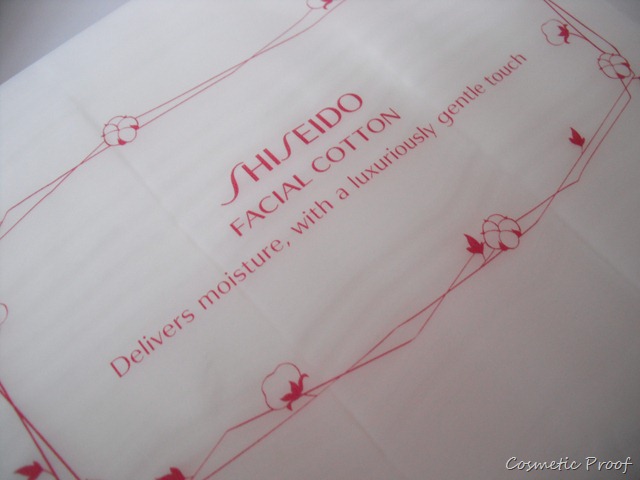 SHISEIDO
FACIAL COTTON
Delivers moisture, with a luxuriously gentle touch
Cosmetic Proof